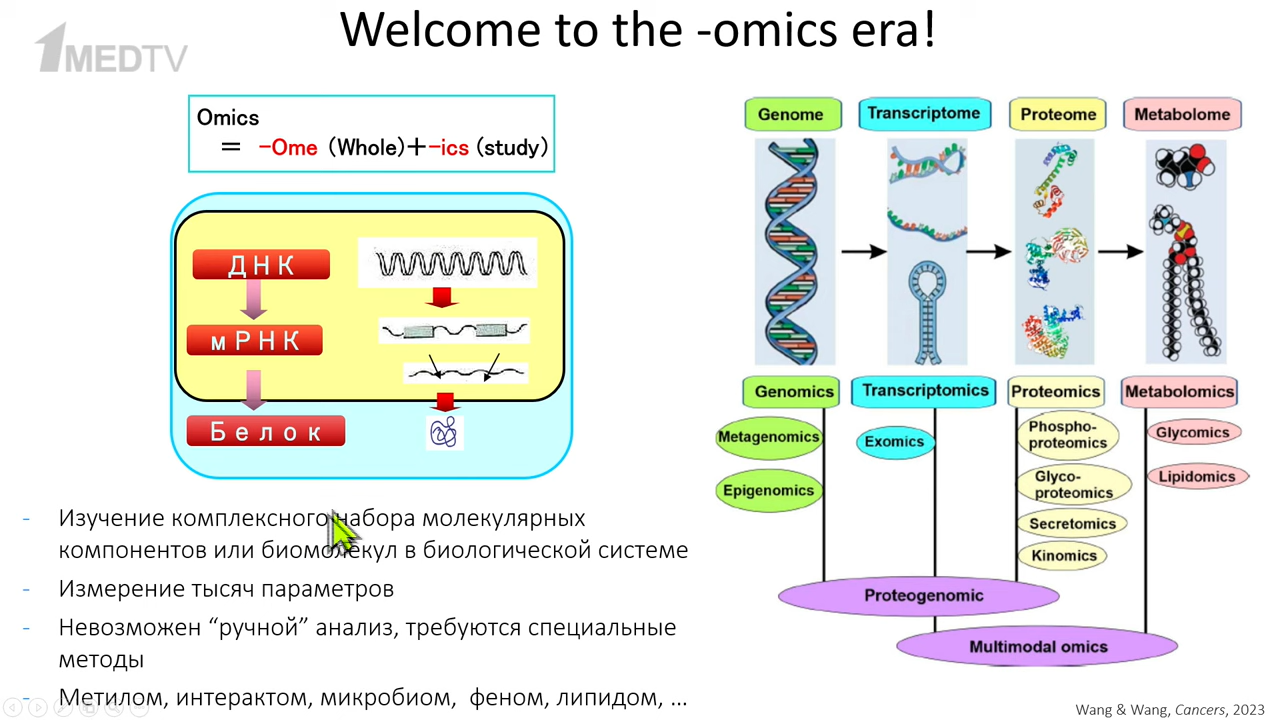 1MEDTV
Welcome to the -omics era!
Omics
= -Ome (Whole)+-ics (study)
ДНК
мРНК
Белок
- Изучение комплексного набора молекулярных
компонентов или биомолекул в биологической системе
- Измерение тысяч параметров
- Невозможен “ручной” анализ, требуются специальные
методы
- Метилом, интерактом, микробиом, феном, липидом, ...
Genome
Transcriptome
Proteome
Metabolome
Genomics
Transcriptomics
Proteomics
Metabolomics
Metagenomics
Epigenomics
Exomics
Phospho-
proteomics
Glyco-
proteomics
Secretomics
Kinomics
Glycomics
Lipidomics
Proteogenomic
Multimodal omics
Wang & Wang, Cancers, 2023